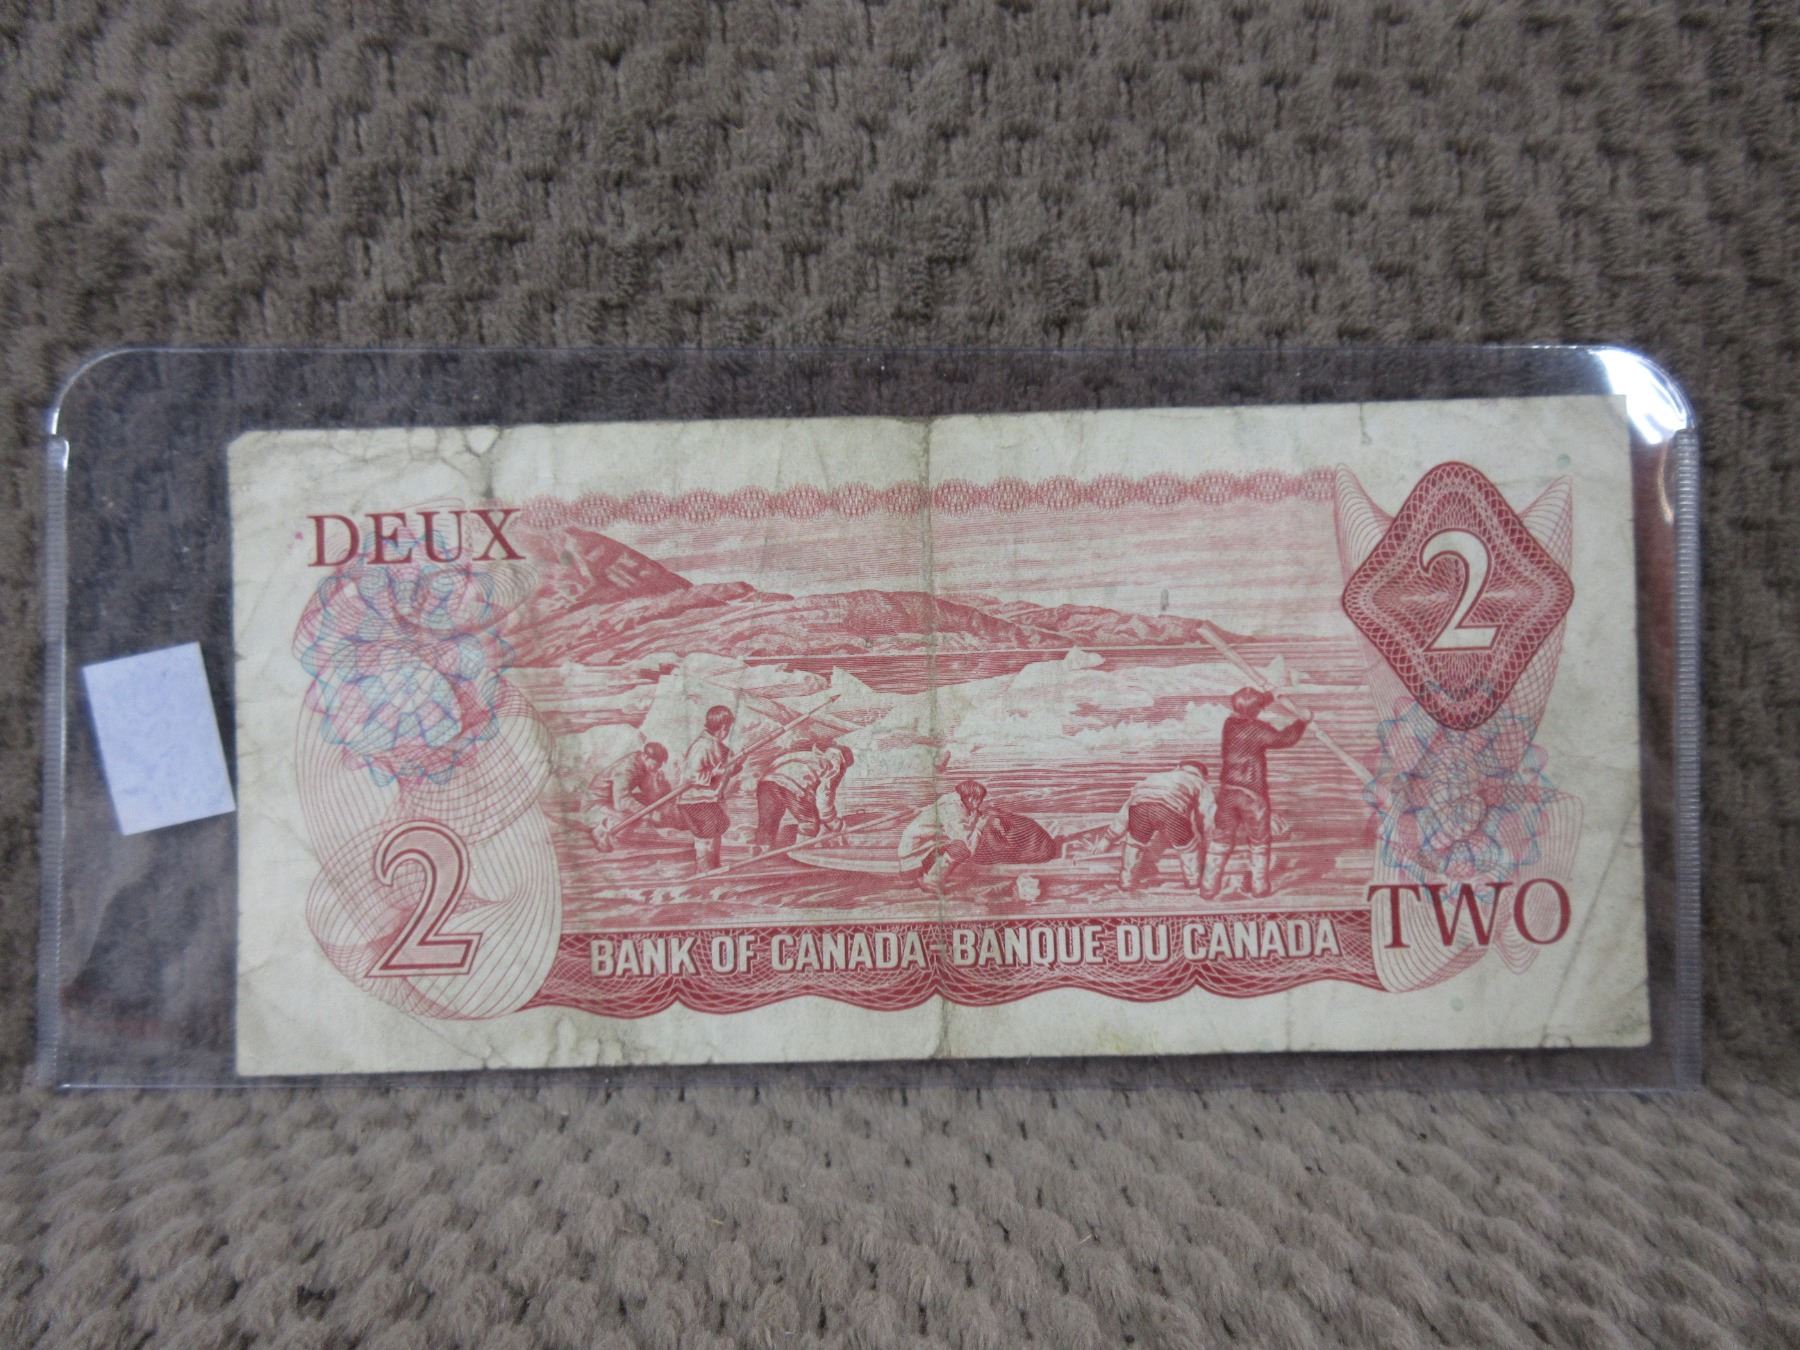 DEUX
2
2
BANK OF CANADA-BANQUE DU CANADA
TWO